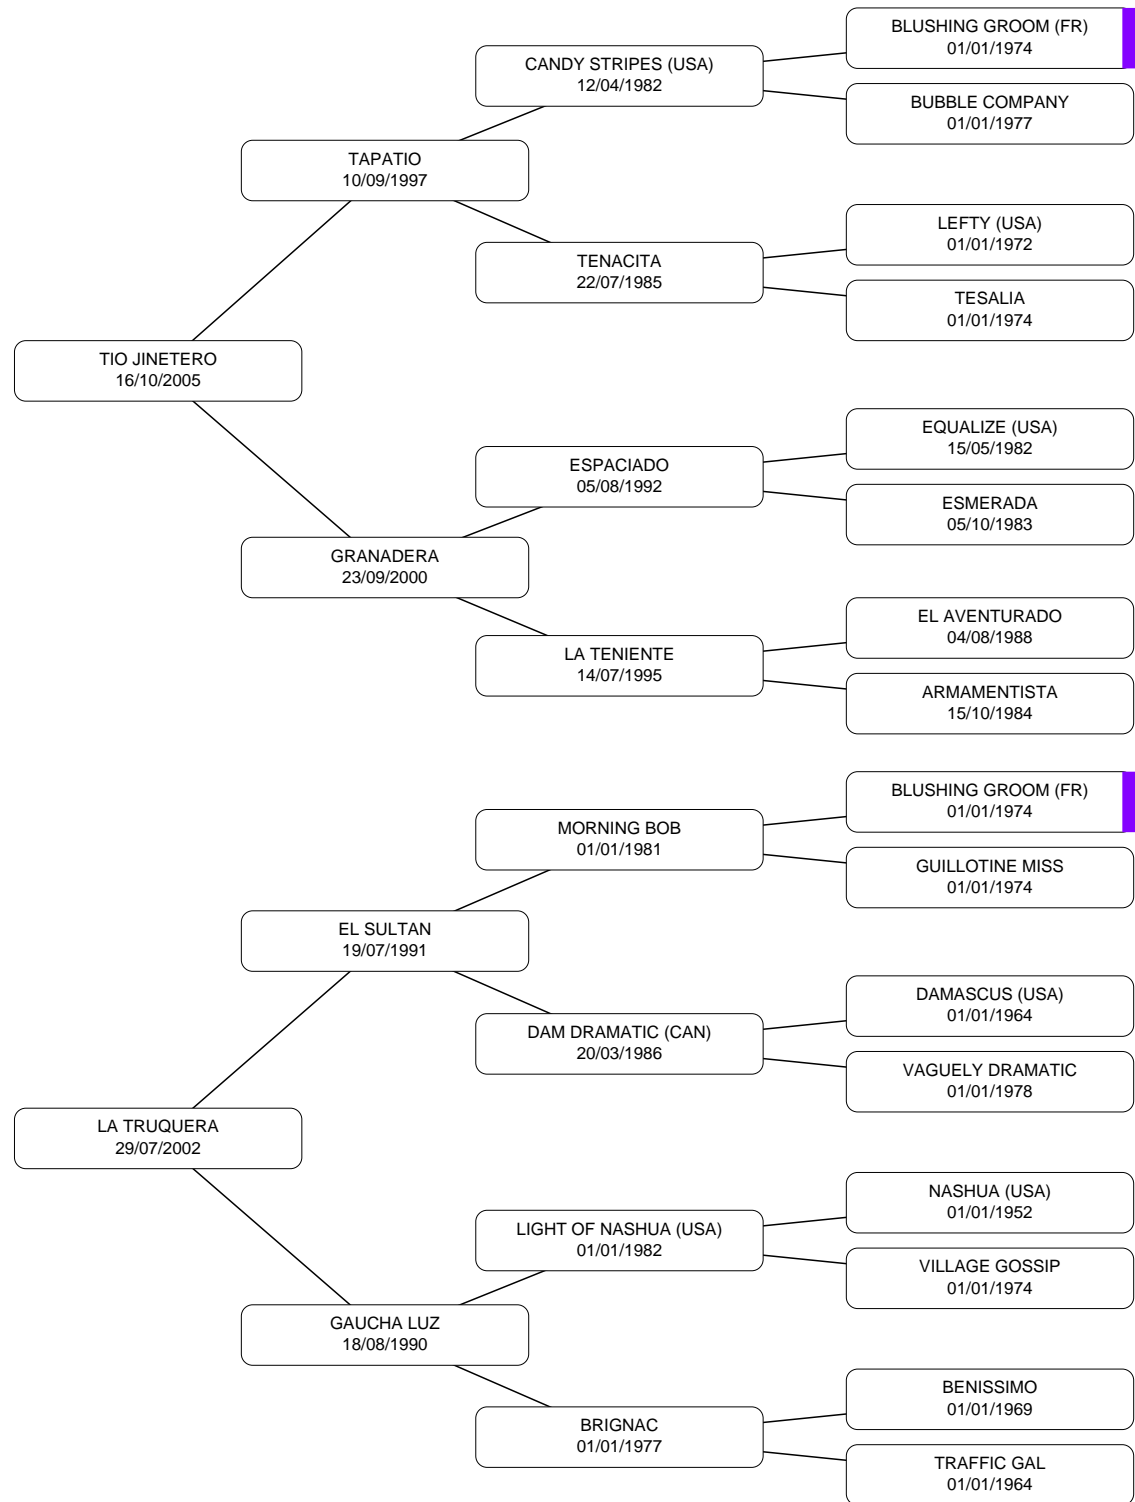 BLUSHING GROOM (FR)
01/01/1974
CANDY STRIPES (USA)
12/04/1982
BUBBLE COMPANY
01/01/1977
TAPATIO
10/09/1997
LEFTY (USA)
01/01/1972
TENACITA
22/07/1985
TESALIA
01/01/1974
TIO JINETERO
16/10/2005
EQUALIZE (USA)
15/05/1982
ESPACIADO
05/08/1992
ESMERADA
05/10/1983
GRANADERA
23/09/2000
EL AVENTURADO
04/08/1988
LA TENIENTE
14/07/1995
ARMAMENTISTA
15/10/1984
BLUSHING GROOM (FR)
01/01/1974
MORNING BOB
01/01/1981
GUILLOTINE MISS
01/01/1974
EL SULTAN
19/07/1991
DAMASCUS (USA)
01/01/1964
DAM DRAMATIC (CAN)
20/03/1986
VAGUELY DRAMATIC
01/01/1978
LA TRUQUERA
29/07/2002
NASHUA (USA)
01/01/1952
LIGHT OF NASHUA (USA)
01/01/1982
VILLAGE GOSSIP
01/01/1974
GAUCHA LUZ
18/08/1990
BENISSIMO
01/01/1969
BRIGNAC
01/01/1977
TRAFFIC GAL
01/01/1964